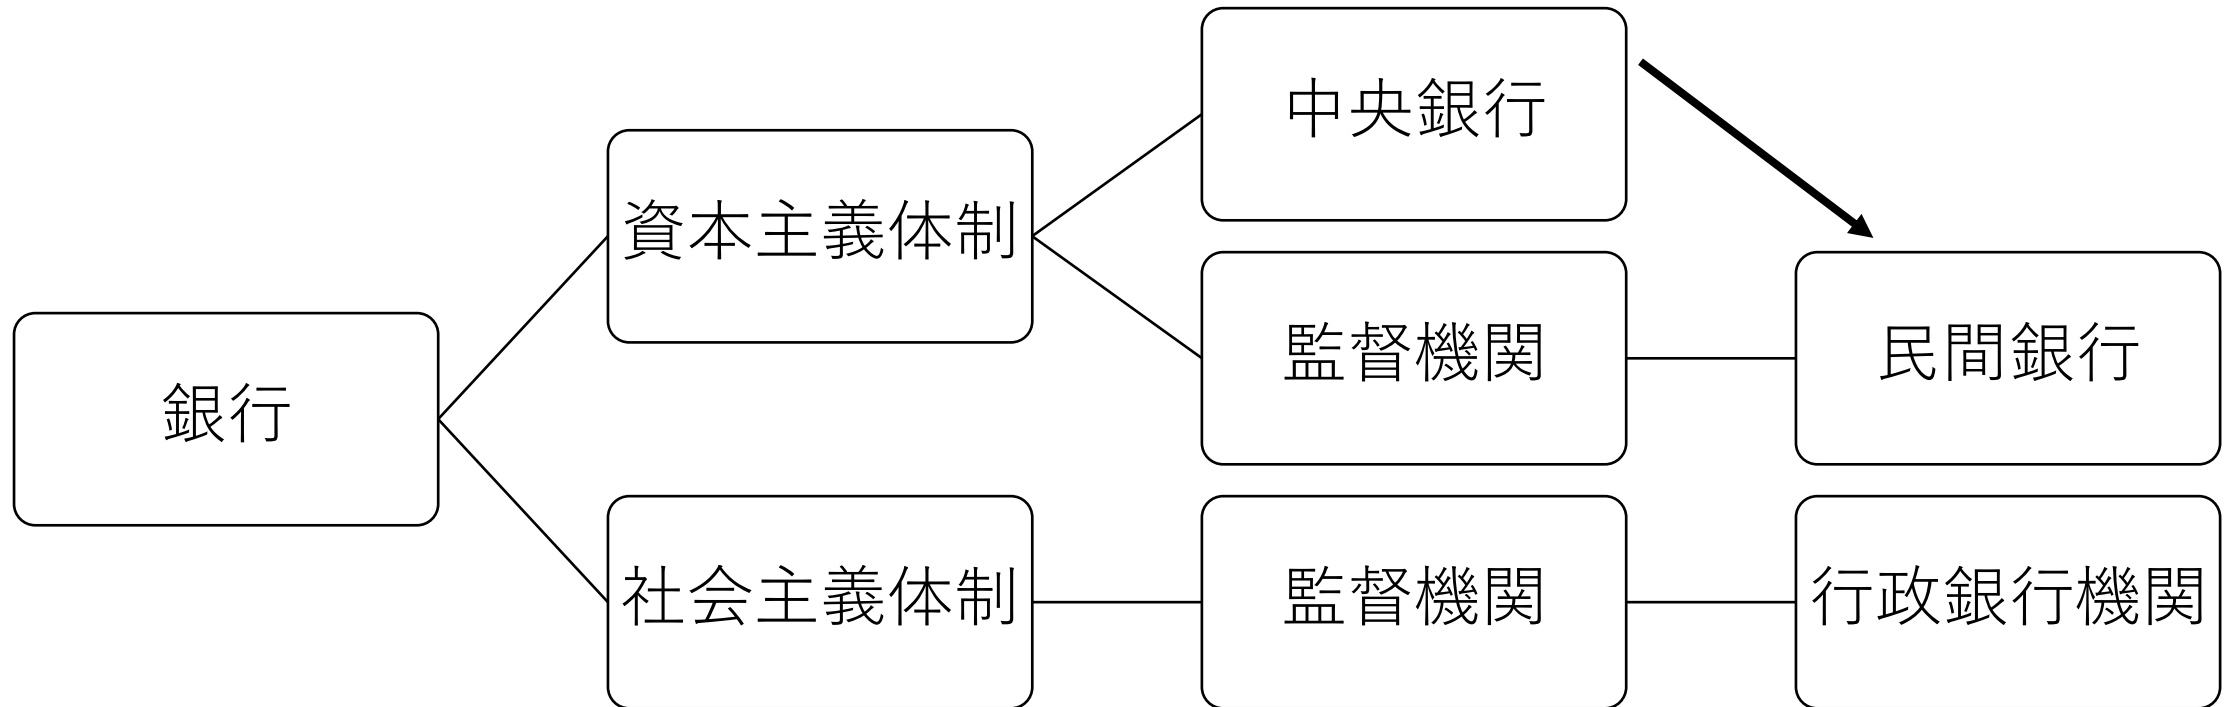 銀行
資本主義体制
中央銀行
監督機関
民間銀行
社会主義体制
監督機関
行政銀行機関